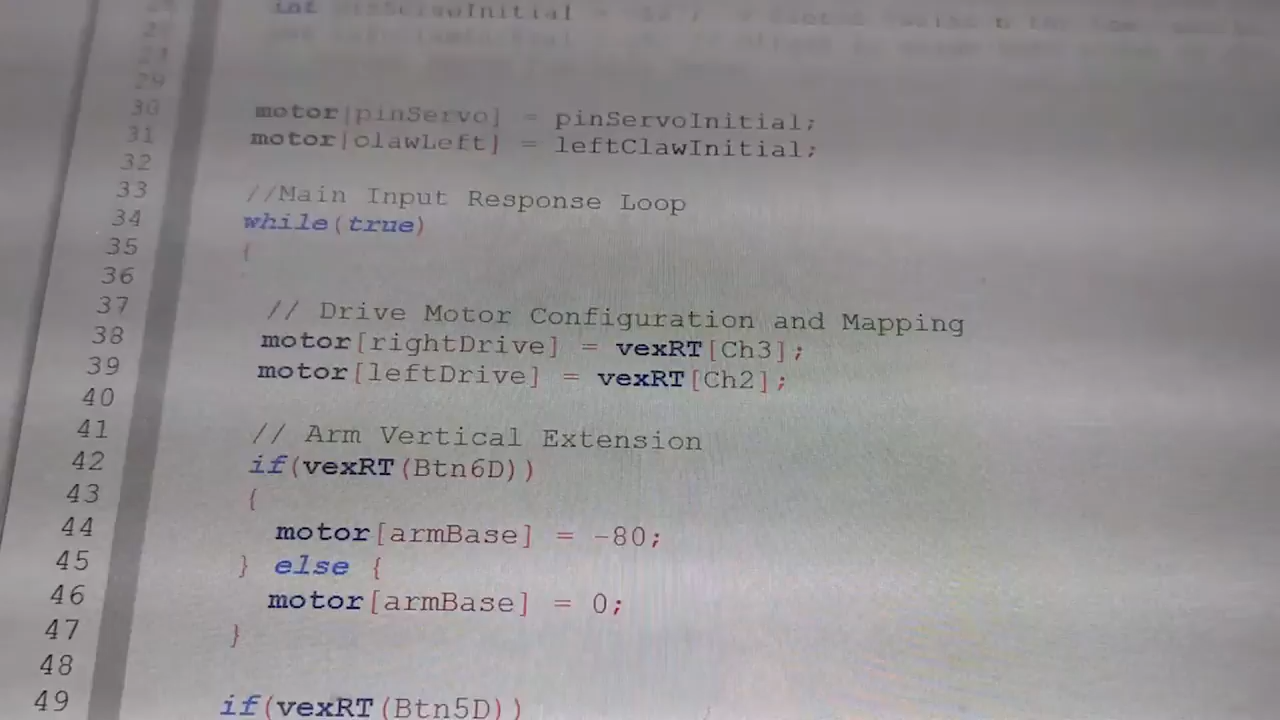 int
29
30 motor[pinServo] = pinServoInitial;
31 motor[clawLeft] = leftClawInitial;
32
33 //Main Input Response Loop
34 while(true)
35 {
36
37 // Drive Motor Configuration and Mapping
38 motor[rightDrive] = vexRT[Ch3];
39 motor[leftDrive] = vexRT[Ch2];
40
41 // Arm Vertical Extension
42 if(vexRT(Btn6D))
43 {
44 motor[armBase] = -80;
45 } else {
46 motor[armBase] = 0;
47 }
48
49 if(vexRT(Btn5D))